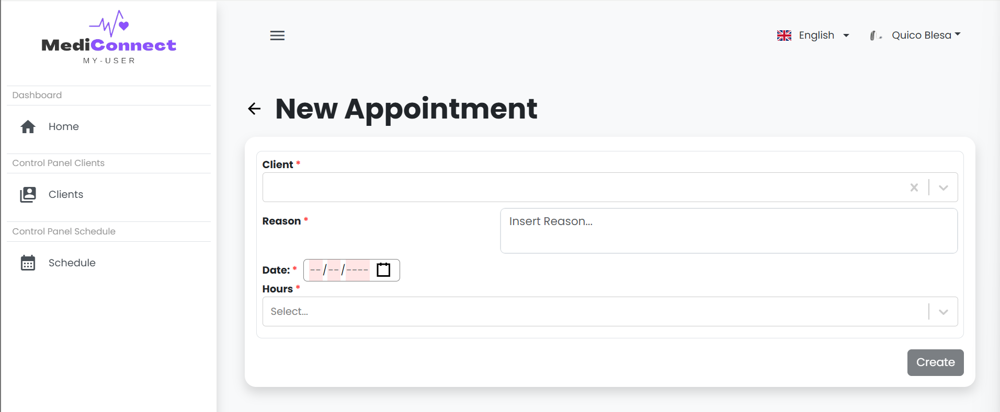 MediConnect
MY-USER
English
Quico Blesa
Dashboard
Home
Control Panel Clients
Clients
Control Panel Schedule
Schedule
New Appointment
Client *
Reason *
Insert Reason...
Date: * --/--/----
Hours *
Select...
Create